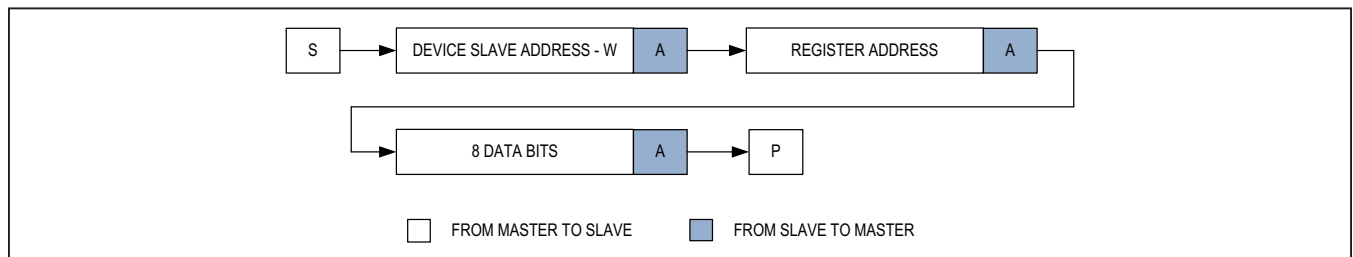 S DEVICE SLAVE ADDRESS - W A REGISTER ADDRESS A
8 DATA BITS A P
FROM MASTER TO SLAVE FROM SLAVE TO MASTER